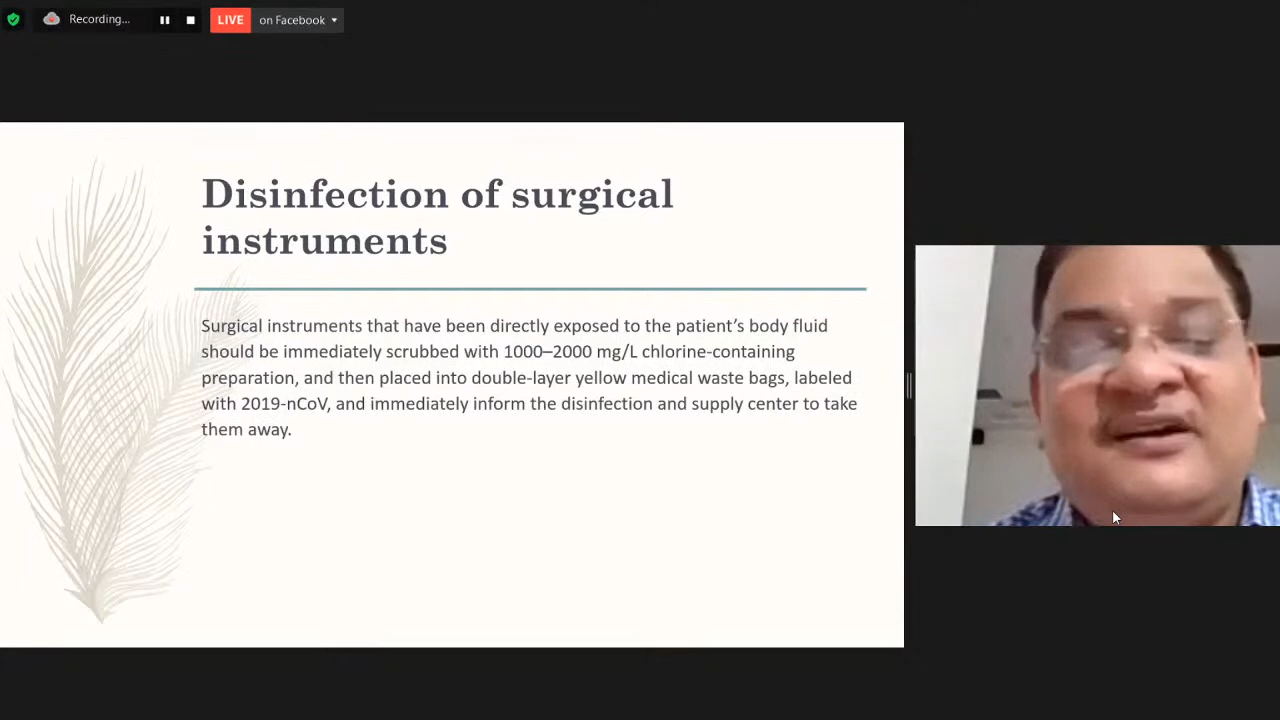 Recording...
LIVE on Facebook
Disinfection of surgical
instruments
Surgical instruments that have been directly exposed to the patient’s body fluid
should be immediately scrubbed with 1000–2000 mg/L chlorine-containing
preparation, and then placed into double-layer yellow medical waste bags, labeled
with 2019-nCoV, and immediately inform the disinfection and supply center to take
them away.